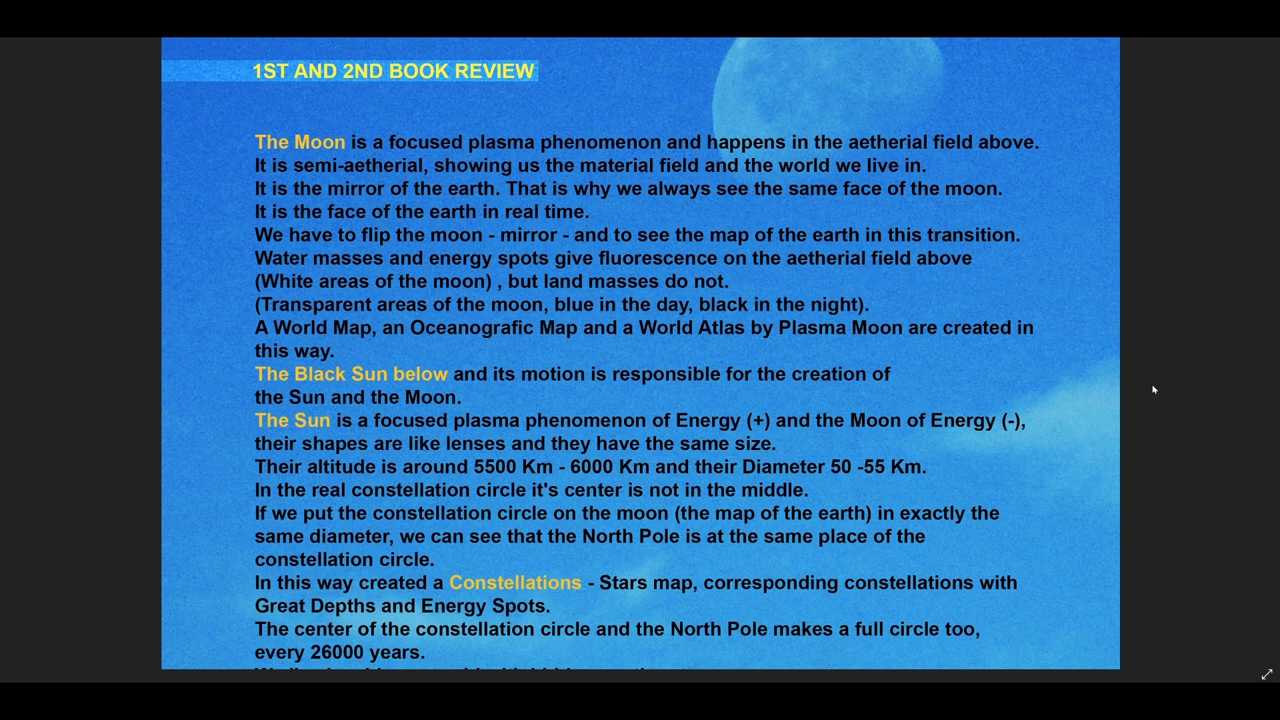 1ST AND 2ND BOOK REVIEW
The Moon is a focused plasma phenomenon and happens in the aetherial field above.
It is semi-aetherial, showing us the material field and the world we live in.
It is the mirror of the earth. That is why we always see the same face of the moon.
It is the face of the earth in real time.
We have to flip the moon - mirror - and to see the map of the earth in this transition.
Water masses and energy spots give fluorescence on the aetherial field above
(White areas of the moon) , but land masses do not.
(Transparent areas of the moon, blue in the day, black in the night).
A World Map, an Oceanografic Map and a World Atlas by Plasma Moon are created in
this way.
The Black Sun below and its motion is responsible for the creation of
the Sun and the Moon.
The Sun is a focused plasma phenomenon of Energy (+) and the Moon of Energy (-),
their shapes are like lenses and they have the same size.
Their altitude is around 5500 Km - 6000 Km and their Diameter 50 -55 Km.
In the real constellation circle it's center is not in the middle.
If we put the constellation circle on the moon (the map of the earth) in exactly the
same diameter, we can see that the North Pole is at the same place of the
constellation circle.
In this way created a Constellations - Stars map, corresponding constellations with
Great Depths and Energy Spots.
The center of the constellation circle and the North Pole makes a full circle too,
every 26000 years.